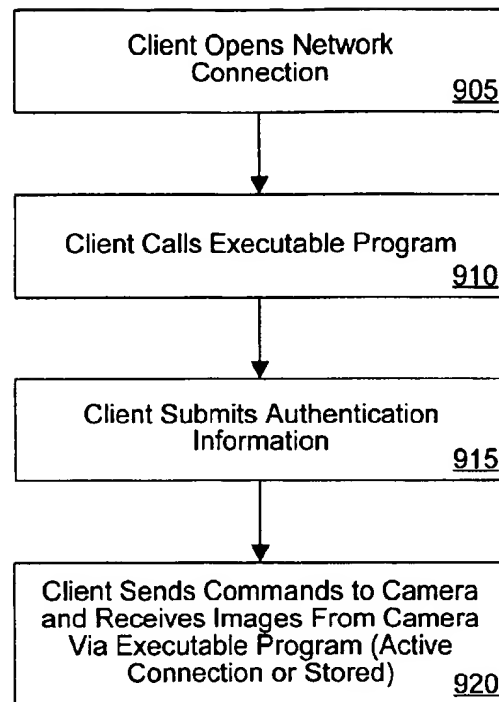 Client Opens Network
Connection
905
Client Calls Executable Program
910
Client Submits Authentication
Information
915
Client Sends Commands to Camera
and Receives Images From Camera
Via Executable Program (Active
Connection or Stored)
920